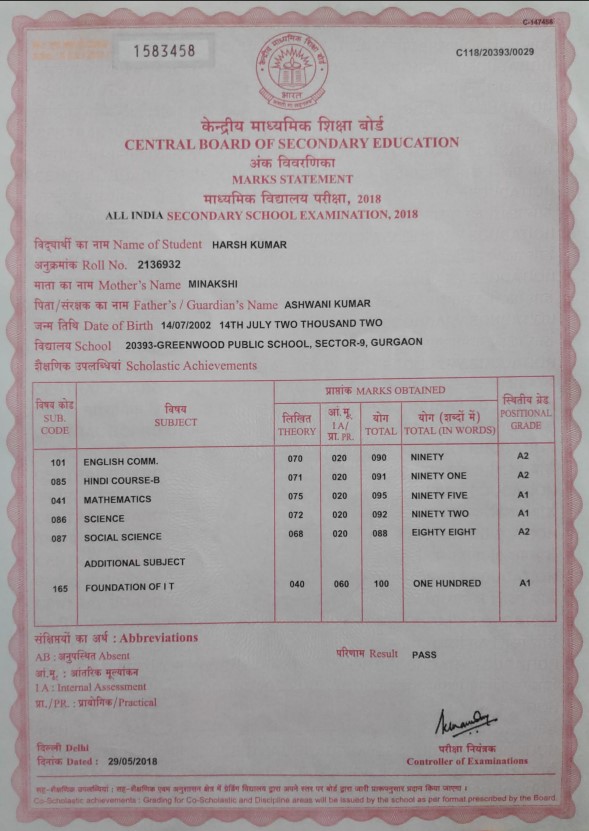 C-147458
1583458
C118/20393/0029
भारत
केन्द्रीय माध्यमिक शिक्षा बोर्ड
CENTRAL BOARD OF SECONDARY EDUCATION
अंक विवरणिका
MARKS STATEMENT
माध्यमिक विद्यालय परीक्षा, 2018
ALL INDIA SECONDARY SCHOOL EXAMINATION, 2018
विद्यार्थी का नाम Name of Student HARSH KUMAR
अनुक्रमांक Roll No. 2136932
माता का नाम Mother's Name MINAKSHI
पिता/संरक्षक का नाम Father's / Guardian's Name ASHWANI KUMAR
जन्म तिथि Date of Birth 14/07/2002 14TH JULY TWO THOUSAND TWO
विद्यालय School 20393-GREENWOOD PUBLIC SCHOOL, SECTOR-9, GURGAON
शैक्षणिक उपलब्धियां Scholastic Achievements
विषय कोड SUB. CODE
विषय SUBJECT
प्राप्तांक MARKS OBTAINED
लिखित THEORY
आं.मू. I A/ प्रा. PR.
योग TOTAL
योग (शब्दों में) TOTAL (IN WORDS)
स्थितीय ग्रेड POSITIONAL GRADE
101 ENGLISH COMM. 070 020 090 NINETY A2
085 HINDI COURSE-B 071 020 091 NINETY ONE A2
041 MATHEMATICS 075 020 095 NINETY FIVE A1
086 SCIENCE 072 020 092 NINETY TWO A1
087 SOCIAL SCIENCE 068 020 088 EIGHTY EIGHT A2
ADDITIONAL SUBJECT
165 FOUNDATION OF I T 040 060 100 ONE HUNDRED A1
संक्षिप्तियों का अर्थ : Abbreviations
AB : अनुपस्थित Absent
परिणाम Result PASS
आं.मू. : आंतरिक मूल्यांकन
I A : Internal Assessment
प्रा./PR. : प्रायोगिक/Practical
दिल्ली Delhi
दिनांक Dated : 29/05/2018
परीक्षा नियंत्रक
Controller of Examinations
सह-शैक्षणिक उपलब्धियां : सह-शैक्षणिक एवम अनुशासन क्षेत्र में ग्रेडिंग विद्यालय द्वारा अपने स्तर पर बोर्ड द्वारा जारी प्रारूपानुसार प्रदान किया जाएगा ।
Co-Scholastic achievements : Grading for Co-Scholastic and Discipline areas will be issued by the school as per format prescribed by the Board.